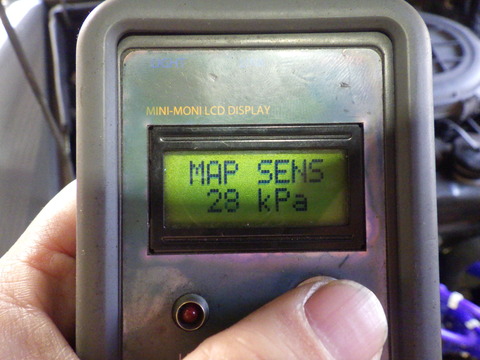 MINI-MONI LCD DISPLAY
MAP SENS
28 kPa